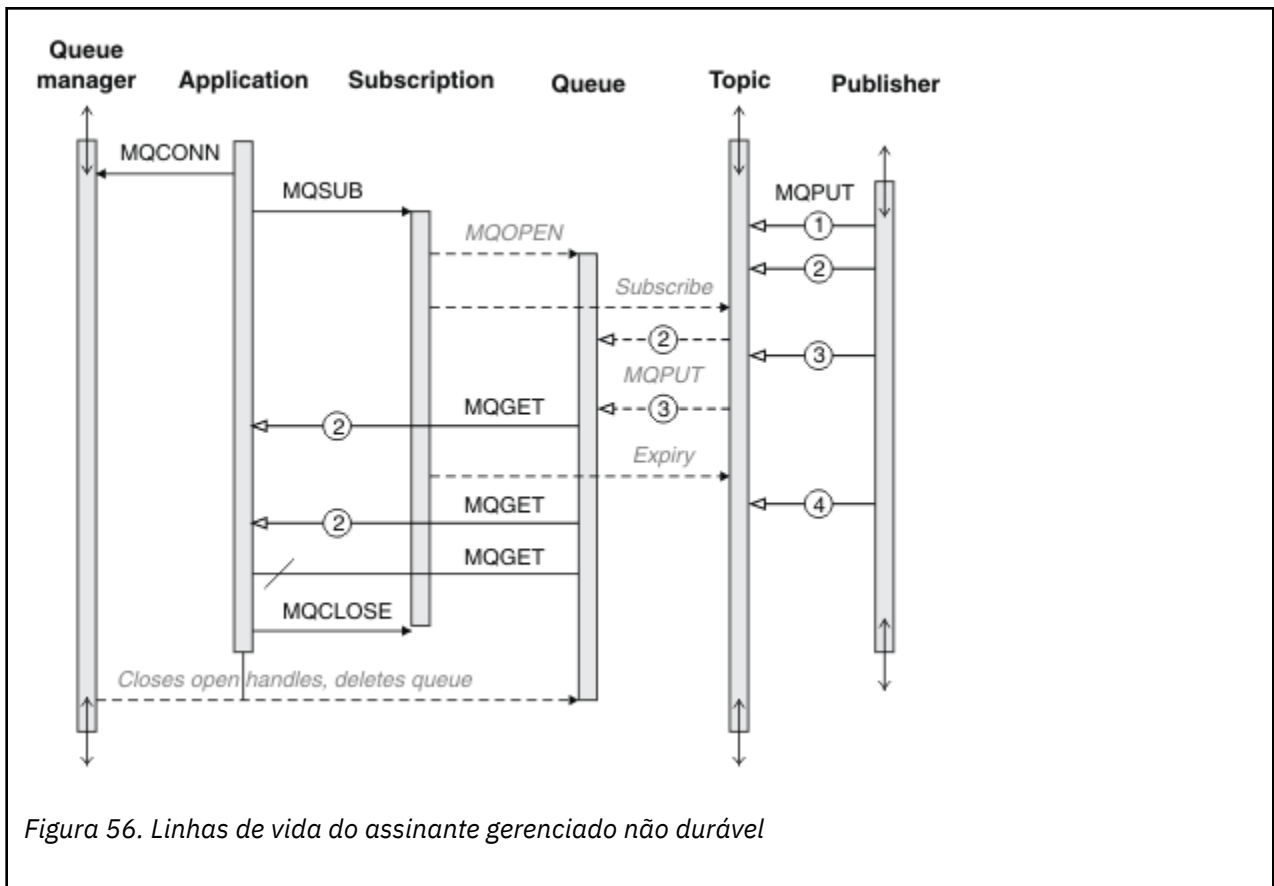 Queue manager
Application
Subscription
Queue
Topic
Publisher
MQCONN
MQSUB
MQPUT
1
MQOPEN
2
Subscribe
2
3
MQPUT
3
MQGET
2
Expiry
MQGET
4
2
MQGET
MQCLOSE
Closes open handles, deletes queue
Figura 56. Linhas de vida do assinante gerenciado não durável